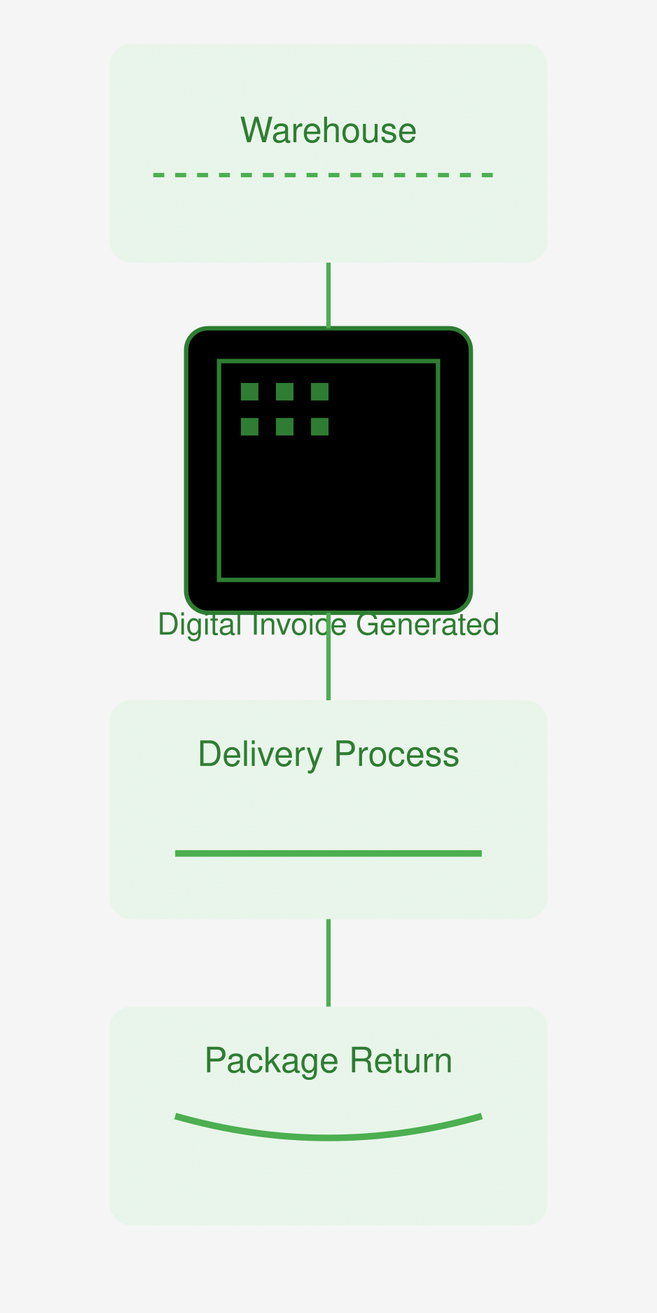 Warehouse
Digital Invoice Generated
Delivery Process
Package Return